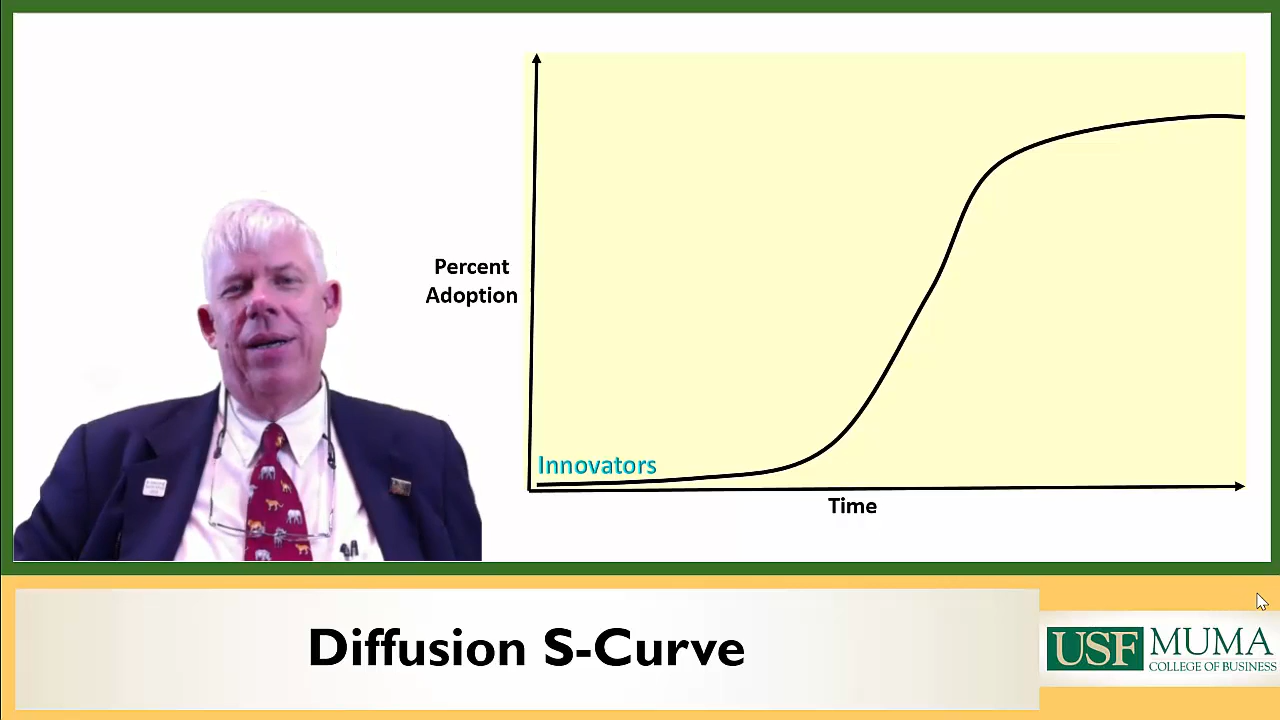 Percent
Adoption
Innovators
Time
Diffusion S-Curve
USF MUMA
COLLEGE OF BUSINESS